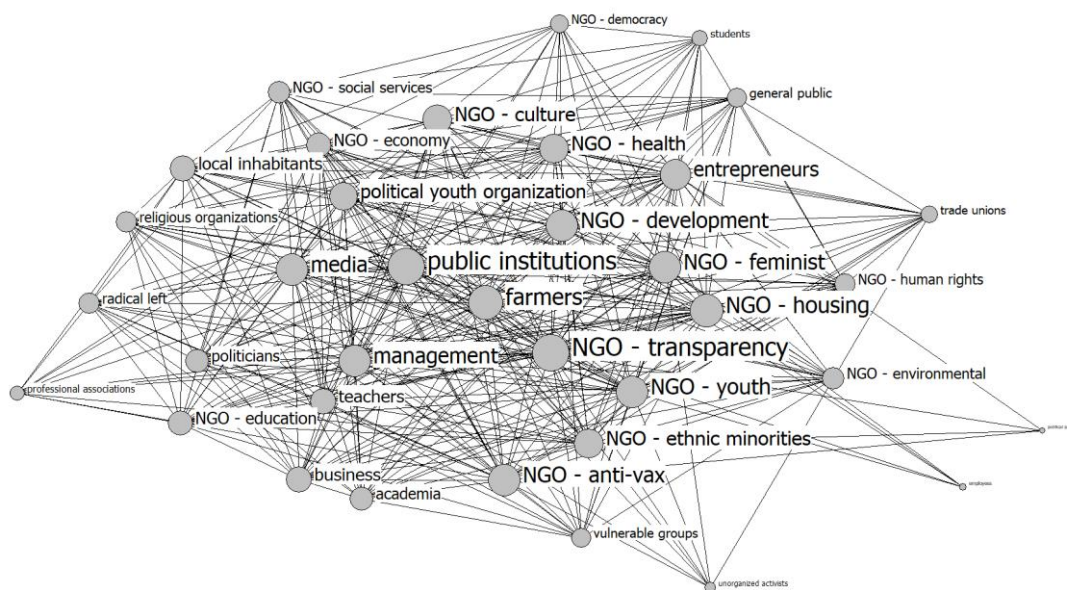 NGO - democracy
students
NGO - social services
general public
NGO - culture
NGO - economy
NGO - health
local inhabitants
entrepreneurs
political youth organization
religious organizations
trade unions
NGO - development
public institutions
media
NGO - feminist
NGO - human rights
radical left
farmers
NGO - housing
NGO - transparency
politicians
management
NGO - environmental
professional associations
NGO - youth
teachers
NGO - education
NGO - ethnic minorities
business
NGO - anti-vax
employees
academia
vulnerable groups
unorganized activists